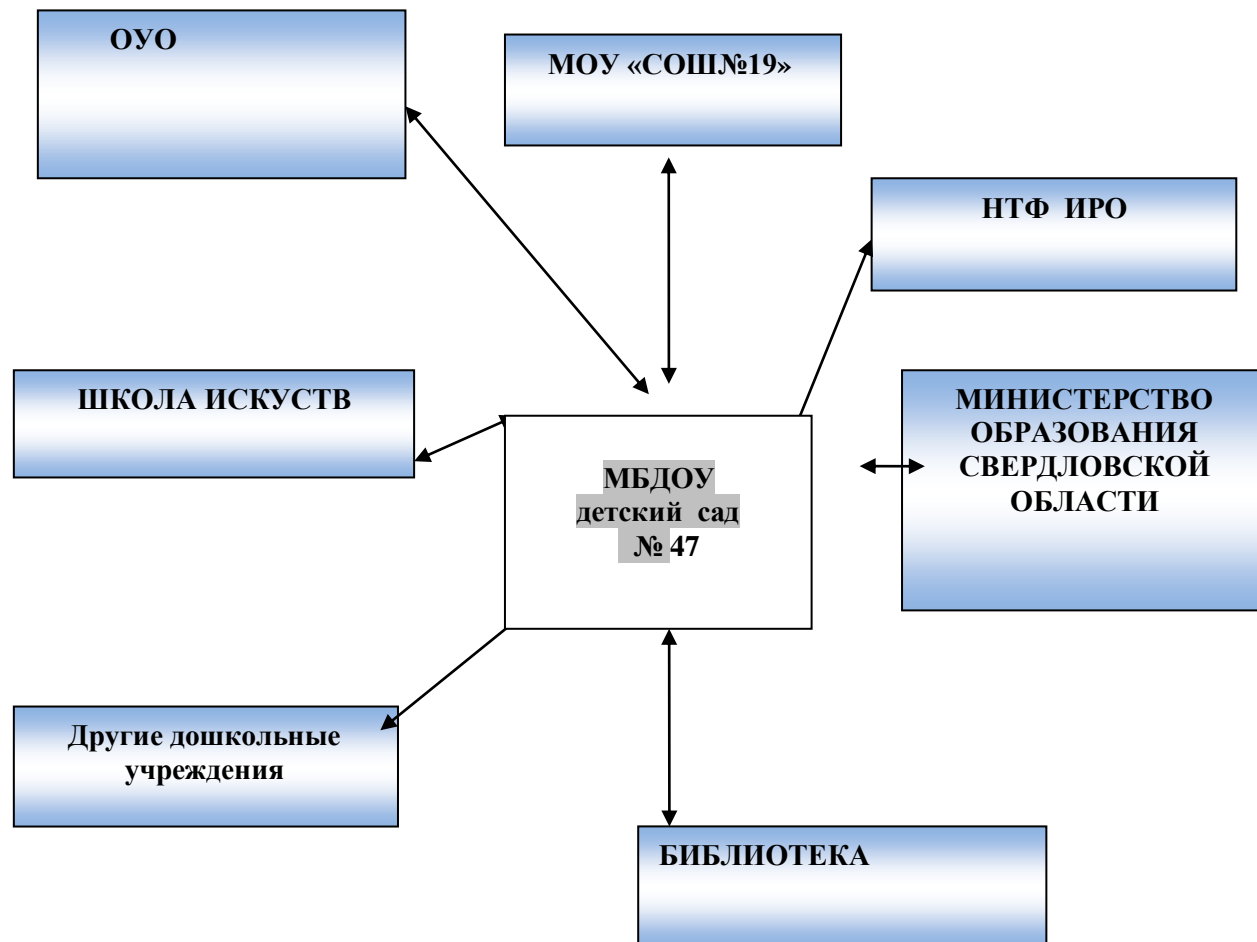 ОУО
МОУ «СОШ№19»
НТФ ИРО
ШКОЛА ИСКУСТВ
МИНИСТЕРСТВО
ОБРАЗОВАНИЯ
СВЕРДЛОВСКОЙ
ОБЛАСТИ
МБДОУ
детский сад
№ 47
Другие дошкольные
учреждения
БИБЛИОТЕКА